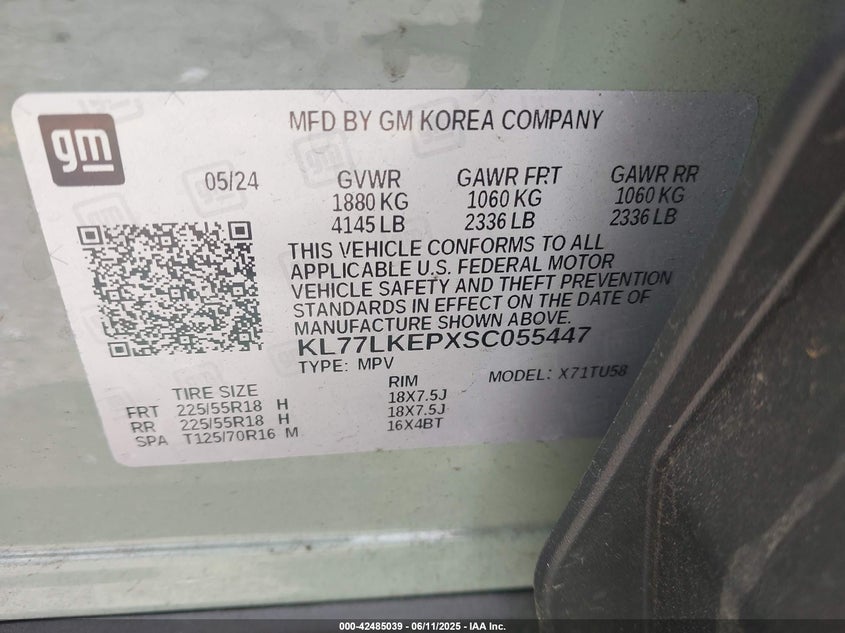 gm
MFD BY GM KOREA COMPANY
05/24 GVWR GAWR FRT GAWR RR
1880 KG 1060 KG 1060 KG
4145 LB 2336 LB 2336 LB
THIS VEHICLE CONFORMS TO ALL
APPLICABLE U.S. FEDERAL MOTOR
VEHICLE SAFETY AND THEFT PREVENTION
STANDARDS IN EFFECT ON THE DATE OF
MANUFACTURE SHOWN ABOVE.
KL77LKEPXSC055447
TYPE: MPV MODEL: X71TU58
TIRE SIZE RIM
FRT 225/55R18 H 18X7.5J
RR 225/55R18 H 18X7.5J
SPA T125/70R16 M 16X4BT
000-42485039 - 06/11/2025 - IAA Inc.